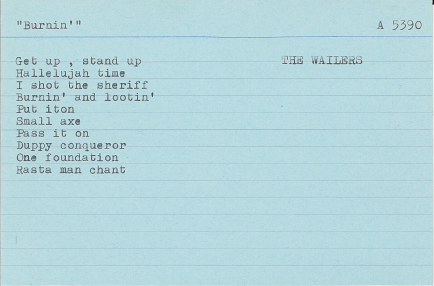 "Burnin'" A 5390
Get up , stand up THE WAILERS
Hallelujah time
I shot the sheriff
Burnin' and lootin'
Put iton
Small axe
Pass it on
Duppy conqueror
One foundation
Rasta man chant